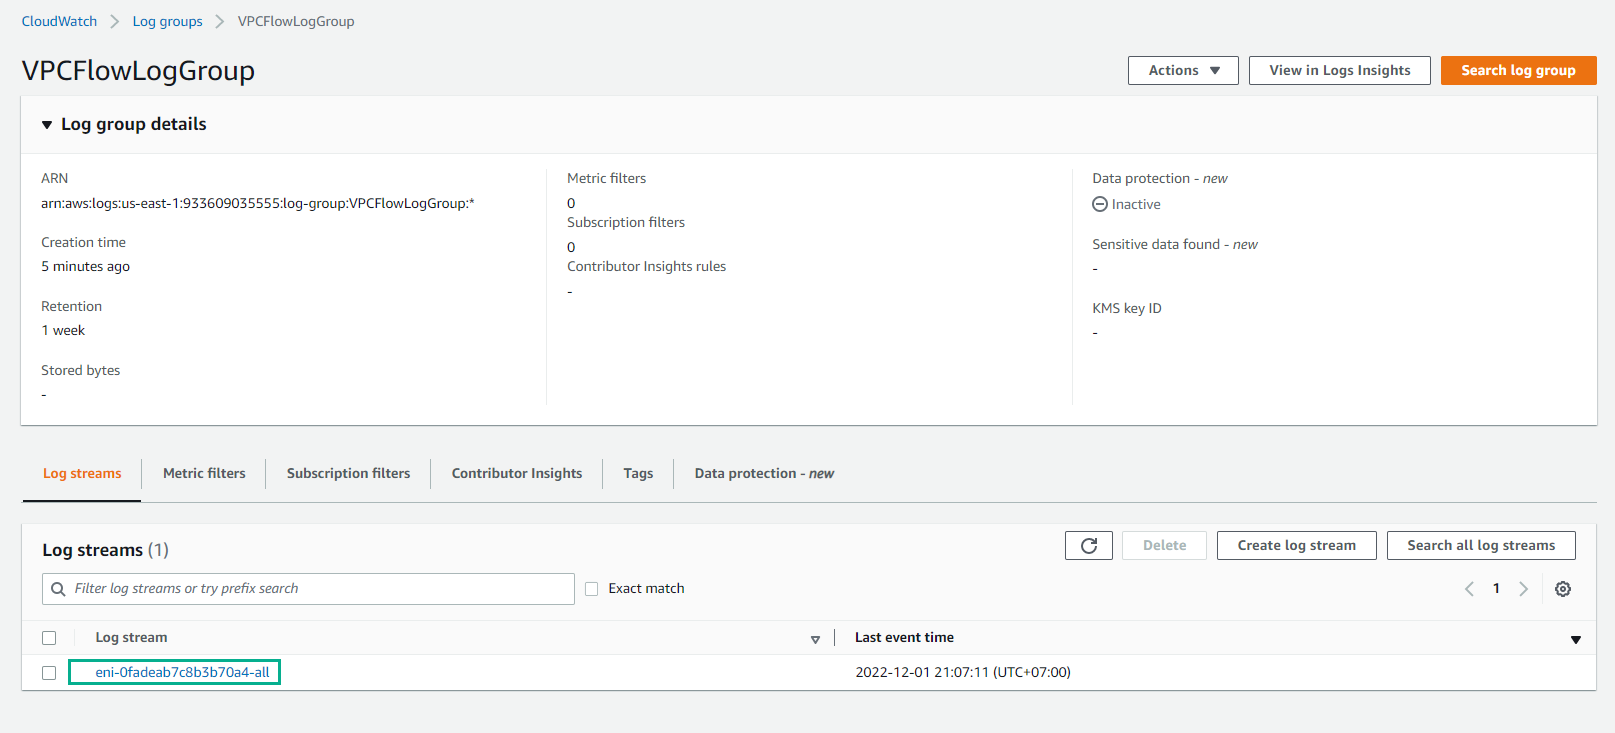 CloudWatch > Log groups > VPCFlowLogGroup
VPCFlowLogGroup
Actions
View in Logs Insights
Search log group
Log group details
ARN
arn:aws:logs:us-east-1:933609035555:log-group:VPCFlowLogGroup:*
Creation time
5 minutes ago
Retention
1 week
Stored bytes
-
Metric filters
0
Subscription filters
0
Contributor Insights rules
-
Data protection - new
Inactive
Sensitive data found - new
-
KMS key ID
-
Log streams
Metric filters
Subscription filters
Contributor Insights
Tags
Data protection - new
Log streams (1)
Delete
Create log stream
Search all log streams
Filter log streams or try prefix search
Exact match
1
Log stream
Last event time
eni-0fadeab7c8b3b70a4-all
2022-12-01 21:07:11 (UTC+07:00)